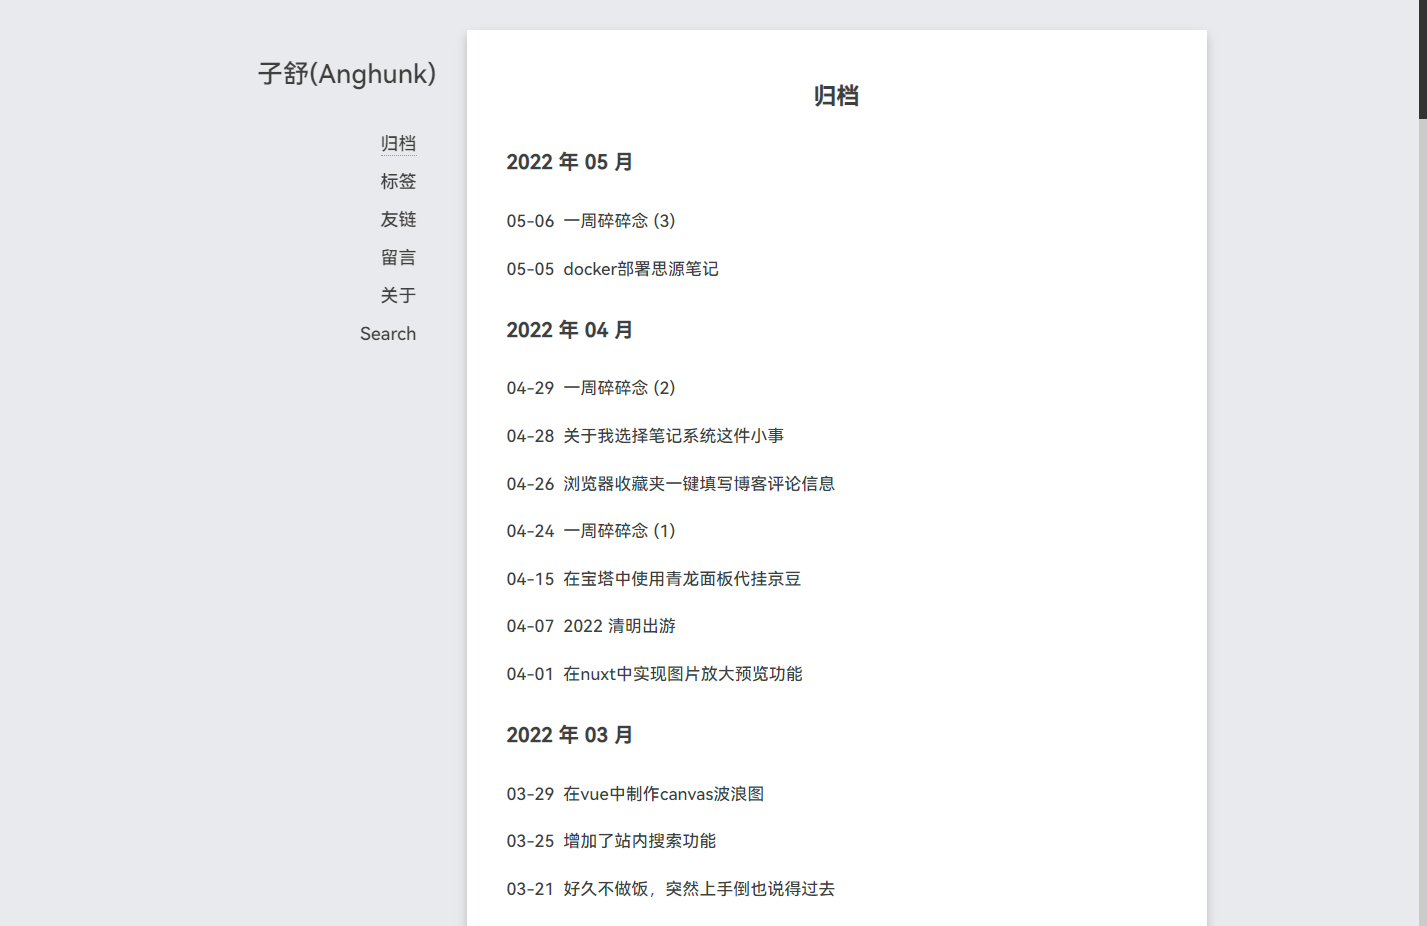 子舒(Anghunk)
归档
标签
友链
留言
关于
Search
归档
2022 年 05 月
05-06 一周碎碎念 (3)
05-05 docker部署思源笔记
2022 年 04 月
04-29 一周碎碎念 (2)
04-28 关于我选择笔记系统这件小事
04-26 浏览器收藏夹一键填写博客评论信息
04-24 一周碎碎念 (1)
04-15 在宝塔中使用青龙面板代挂京豆
04-07 2022 清明出游
04-01 在nuxt中实现图片放大预览功能
2022 年 03 月
03-29 在vue中制作canvas波浪图
03-25 增加了站内搜索功能
03-21 好久不做饭，突然上手倒也说得过去